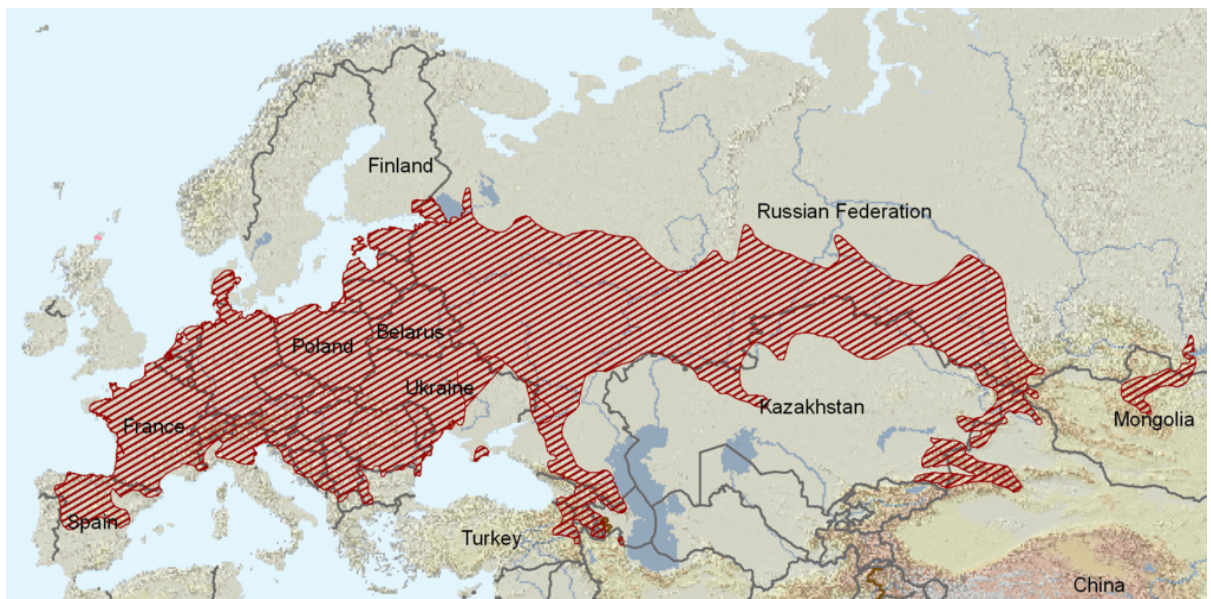 Finland
Russian Federation
Belarus
Poland
Ukraine
France
Kazakhstan
Mongolia
Spain
Turkey
China